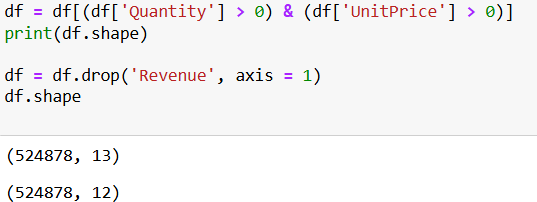 df = df[(df['Quantity'] > 0) & (df['UnitPrice'] > 0)]
print(df.shape)
df = df.drop('Revenue', axis = 1)
df.shape
(524878, 13)
(524878, 12)